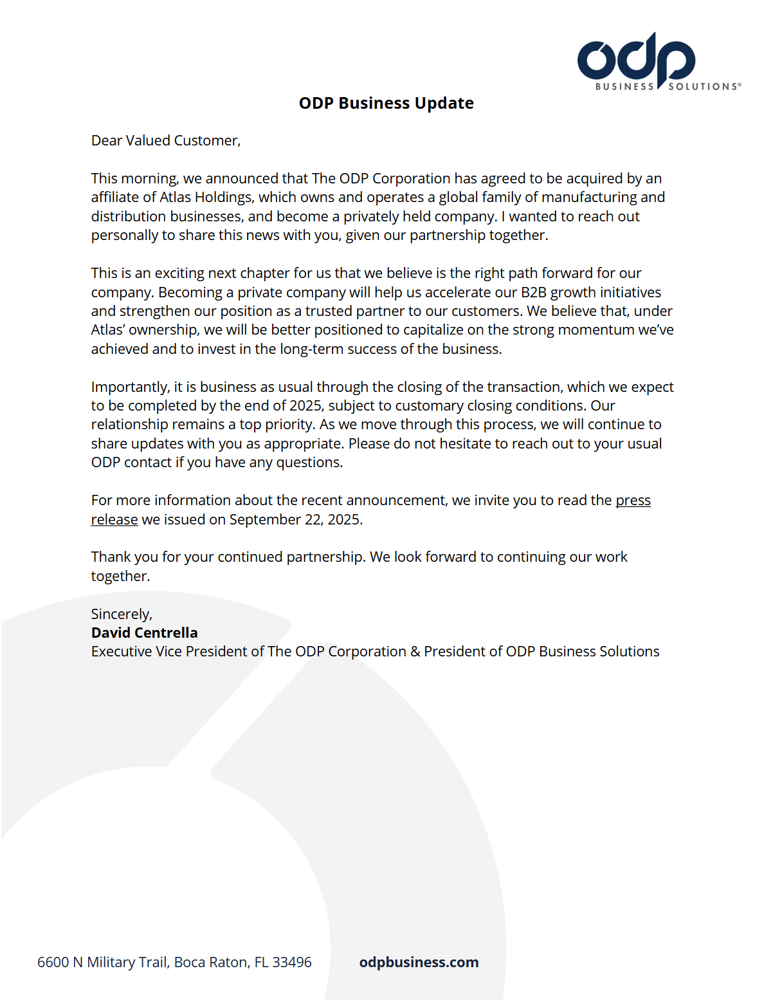 odp
BUSINESS SOLUTIONS®
ODP Business Update
Dear Valued Customer,
This morning, we announced that The ODP Corporation has agreed to be acquired by an
affiliate of Atlas Holdings, which owns and operates a global family of manufacturing and
distribution businesses, and become a privately held company. I wanted to reach out
personally to share this news with you, given our partnership together.
This is an exciting next chapter for us that we believe is the right path forward for our
company. Becoming a private company will help us accelerate our B2B growth initiatives
and strengthen our position as a trusted partner to our customers. We believe that, under
Atlas’ ownership, we will be better positioned to capitalize on the strong momentum we’ve
achieved and to invest in the long-term success of the business.
Importantly, it is business as usual through the closing of the transaction, which we expect
to be completed by the end of 2025, subject to customary closing conditions. Our
relationship remains a top priority. As we move through this process, we will continue to
share updates with you as appropriate. Please do not hesitate to reach out to your usual
ODP contact if you have any questions.
For more information about the recent announcement, we invite you to read the press
release we issued on September 22, 2025.
Thank you for your continued partnership. We look forward to continuing our work
together.
Sincerely,
David Centrella
Executive Vice President of The ODP Corporation & President of ODP Business Solutions
6600 N Military Trail, Boca Raton, FL 33496 odpbusiness.com